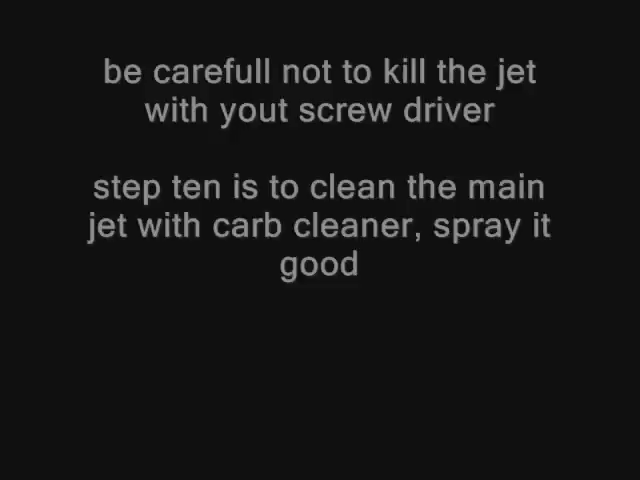 be carefull not to kill the jet
with yout screw driver
step ten is to clean the main
jet with carb cleaner, spray it
good